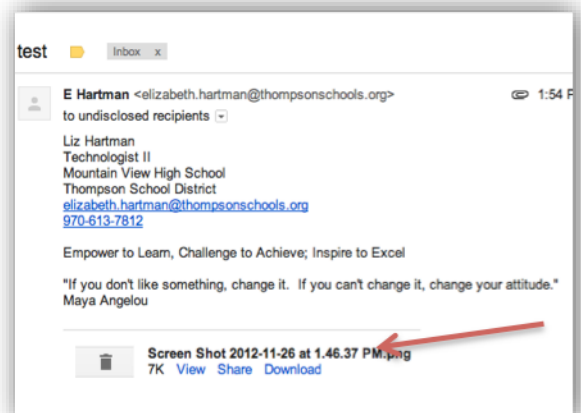 test Inbox x
E Hartman <elizabeth.hartman@thompsonschools.org> 1:54
to undisclosed recipients
Liz Hartman
Technologist II
Mountain View High School
Thompson School District
elizabeth.hartman@thompsonschools.org
970-613-7812
Empower to Learn, Challenge to Achieve; Inspire to Excel
"If you don't like something, change it.  If you can't change it, change your attitude."
Maya Angelou
Screen Shot 2012-11-26 at 1.46.37 PM.png
7K View Share Download